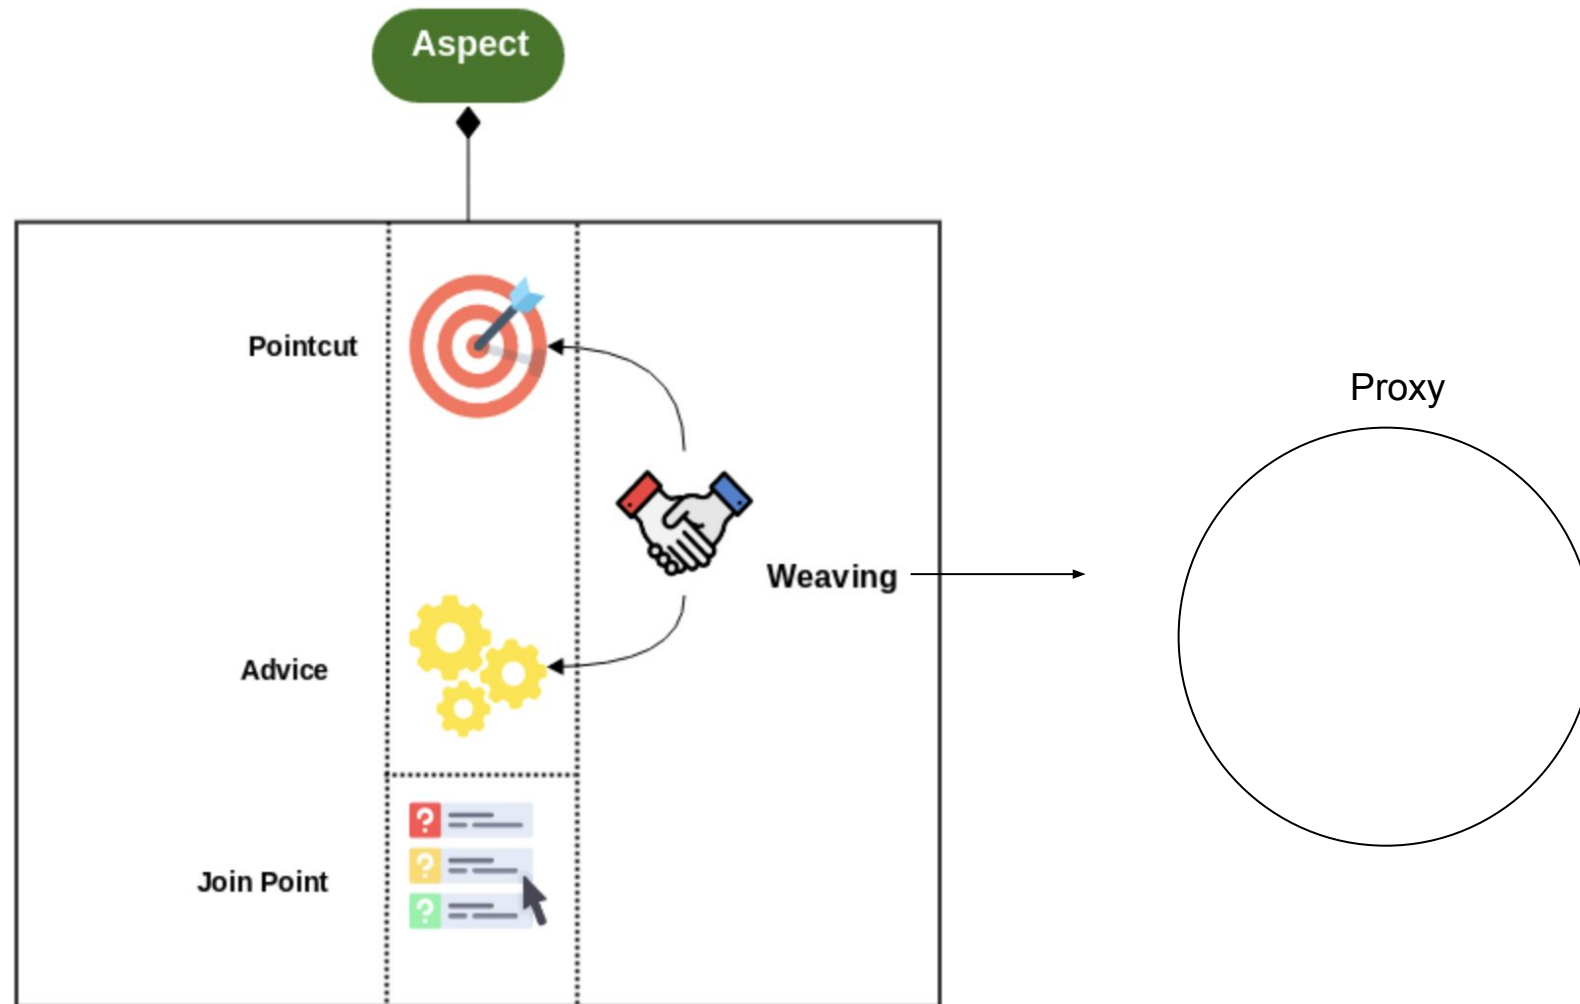 Aspect
Pointcut
Proxy
Weaving
Advice
Join Point
?
?
?